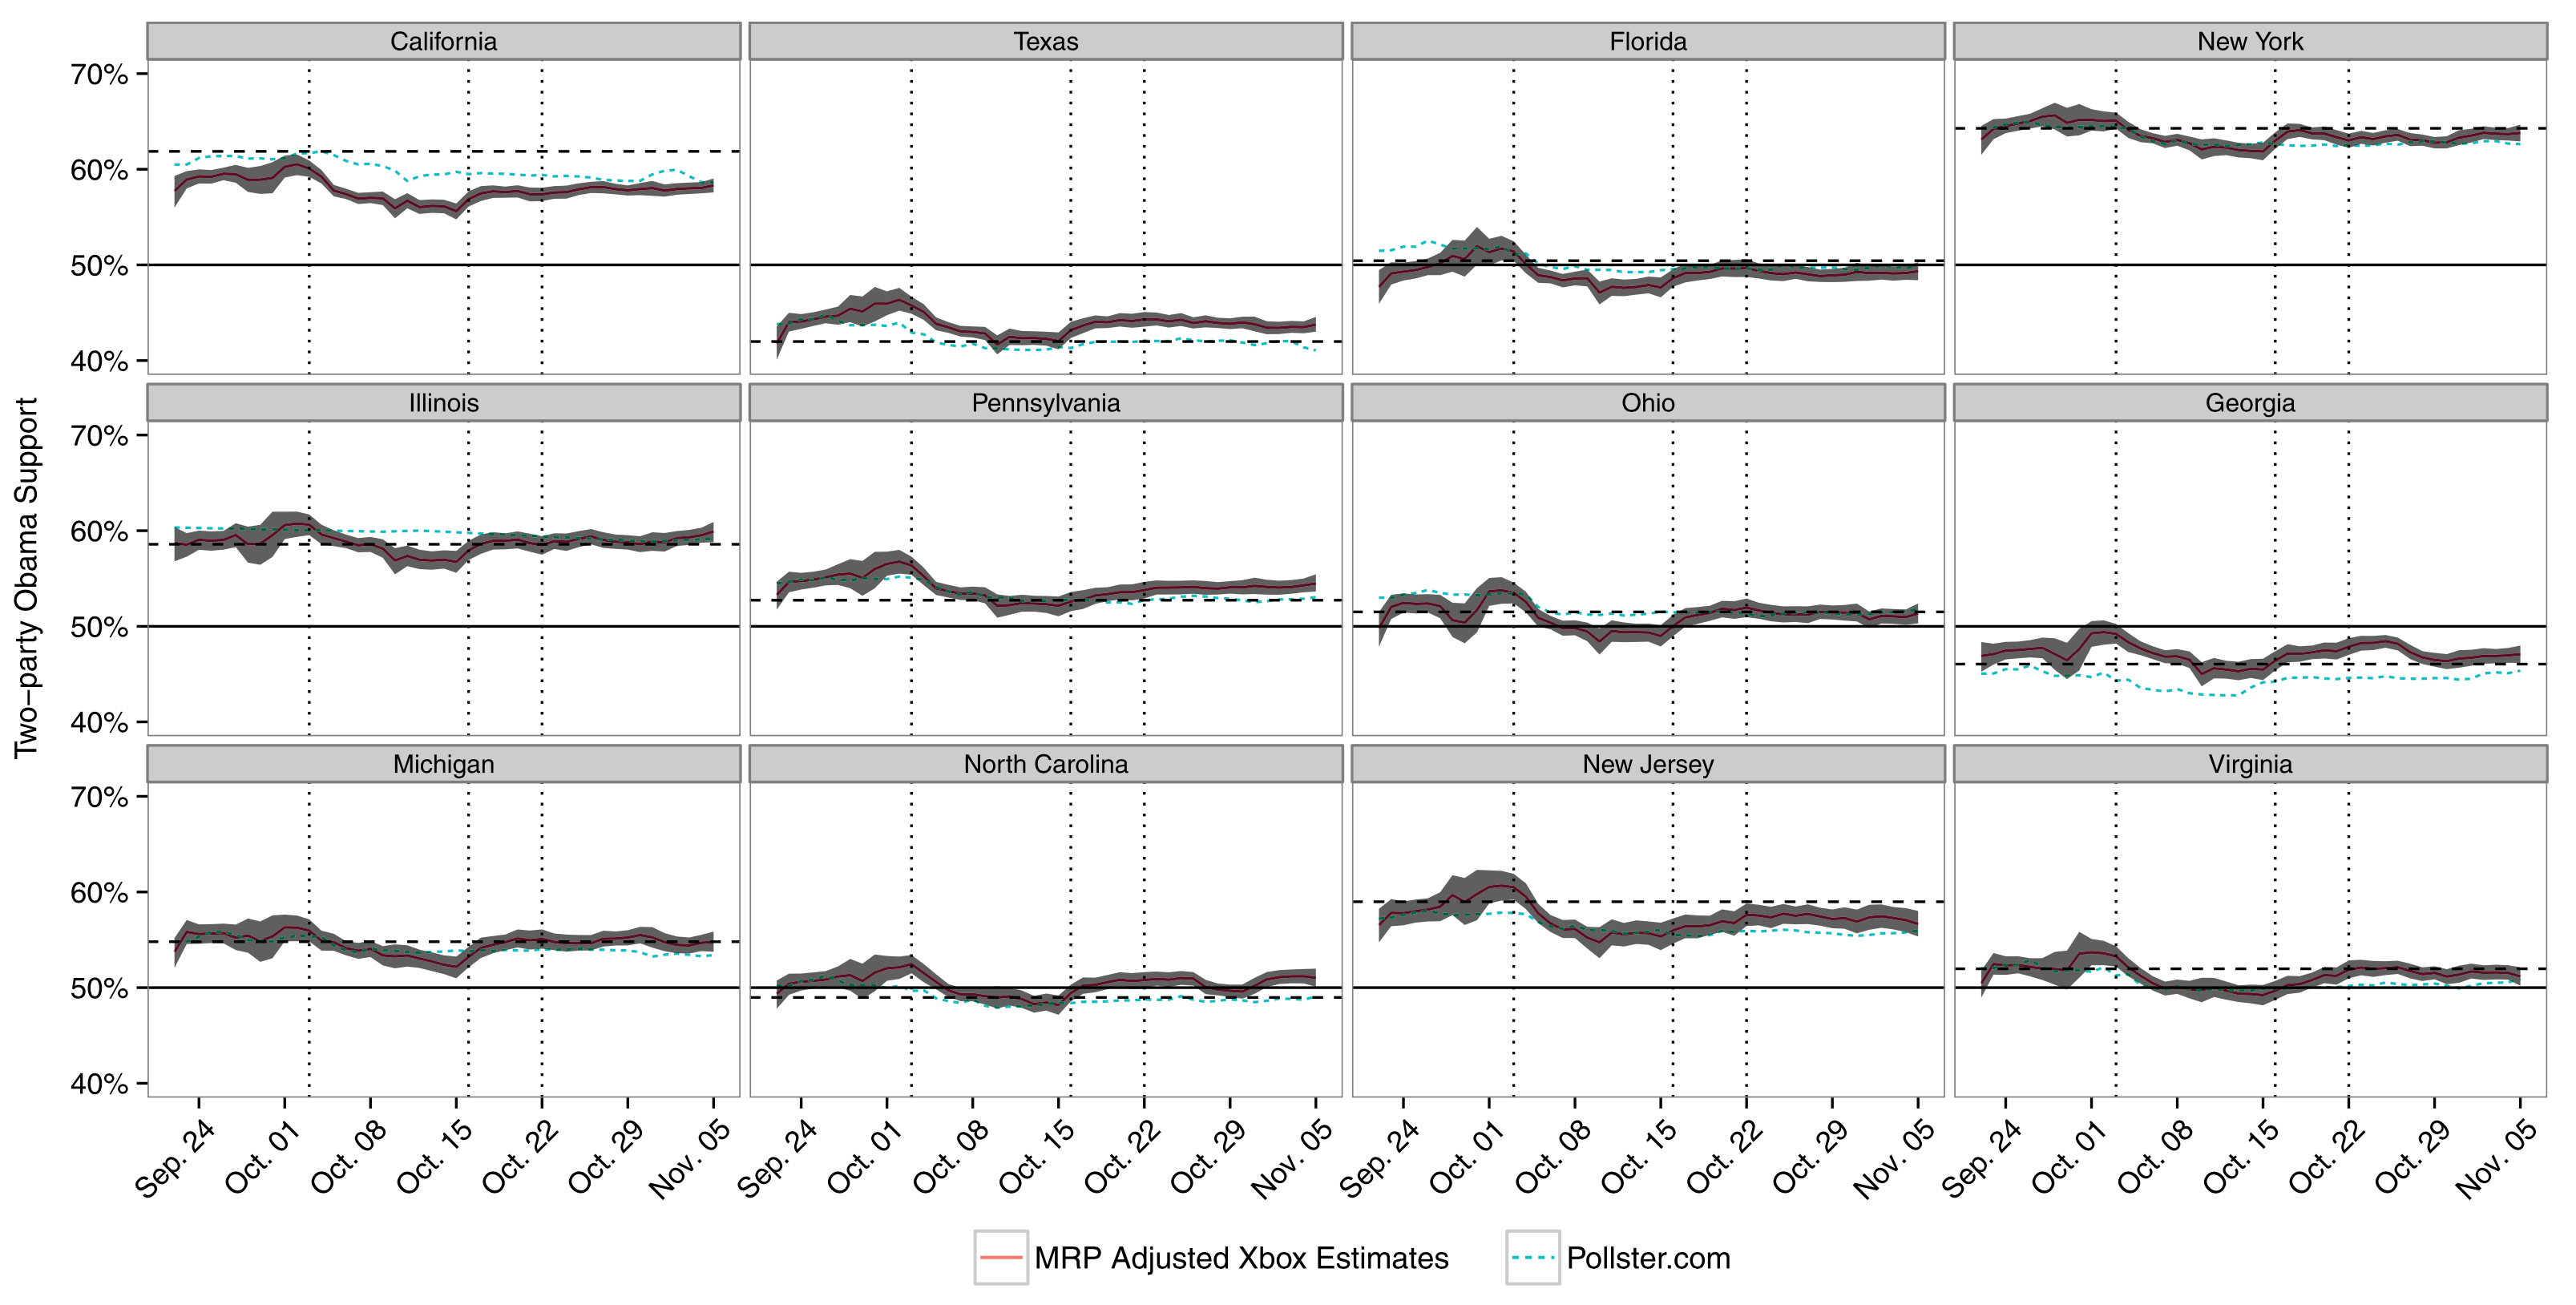 California
Texas
Florida
New York
70%
60%
50%
40%
Illinois
Pennsylvania
Ohio
Georgia
70%
60%
50%
40%
Two–party Obama Support
Michigan
North Carolina
New Jersey
Virginia
70%
60%
50%
40%
Sep. 24
Oct. 01
Oct. 08
Oct. 15
Oct. 22
Oct. 29
Nov. 05
Sep. 24
Oct. 01
Oct. 08
Oct. 15
Oct. 22
Oct. 29
Nov. 05
Sep. 24
Oct. 01
Oct. 08
Oct. 15
Oct. 22
Oct. 29
Nov. 05
Sep. 24
Oct. 01
Oct. 08
Oct. 15
Oct. 22
Oct. 29
Nov. 05
MRP Adjusted Xbox Estimates
Pollster.com